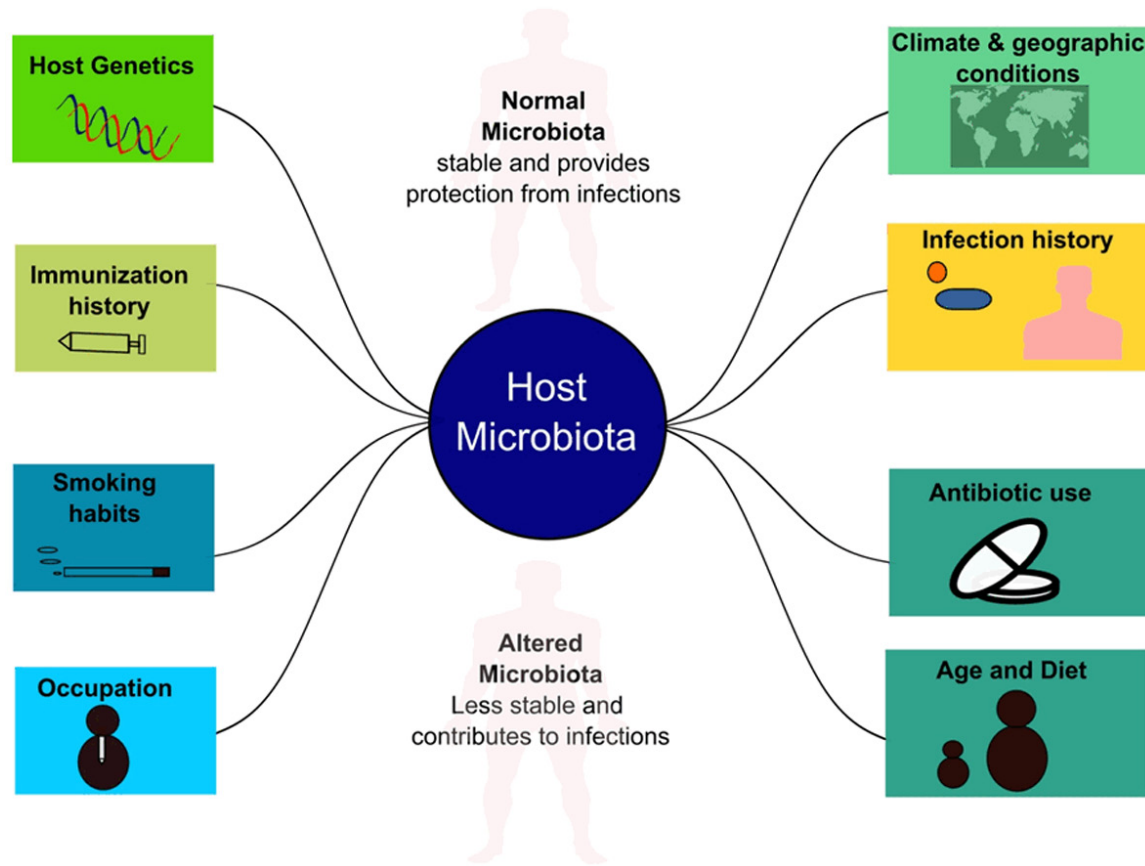 Host Genetics
Immunization
history
Smoking
habits
Occupation
Normal
Microbiota
stable and provides
protection from infections
Host
Microbiota
Altered
Microbiota
Less stable and
contributes to infections
Climate & geographic
conditions
Infection history
Antibiotic use
Age and Diet